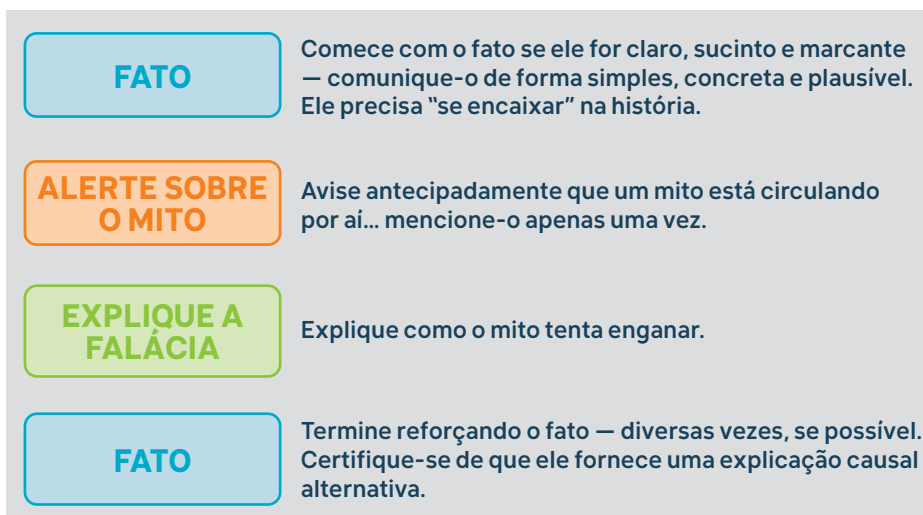 FATO
Comece com o fato se ele for claro, sucinto e marcante
— comunique-o de forma simples, concreta e plausível.
Ele precisa “se encaixar” na história.
ALERTE SOBRE
O MITO
Avise antecipadamente que um mito está circulando
por aí... mencione-o apenas uma vez.
EXPLIQUE A
FALÁCIA
Explique como o mito tenta enganar.
FATO
Termine reforçando o fato — diversas vezes, se possível.
Certifique-se de que ele fornece uma explicação causal
alternativa.